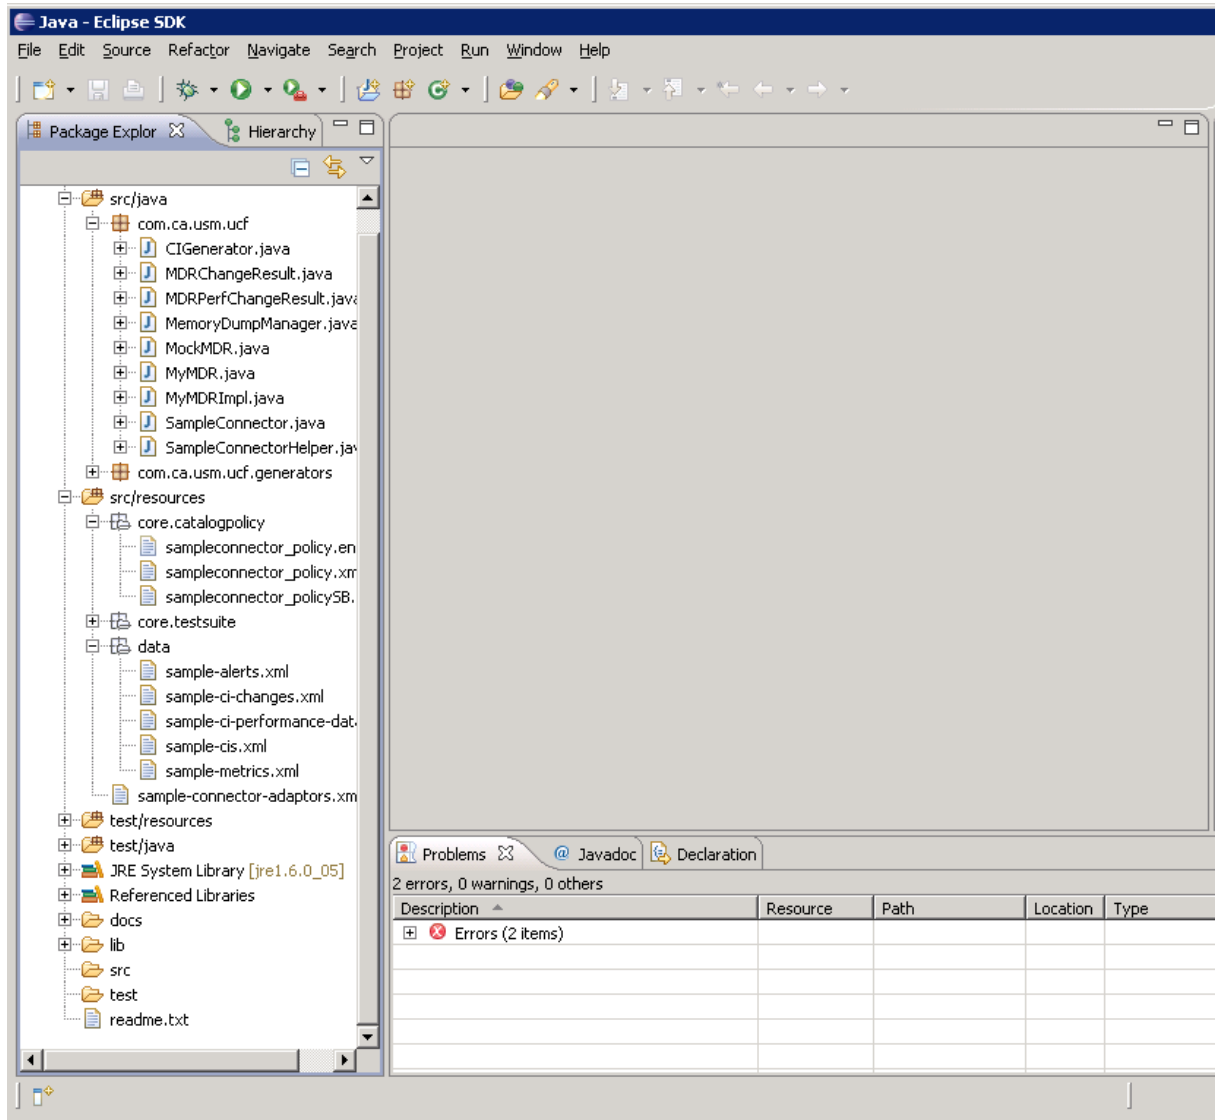 Java - Eclipse SDK
File Edit Source Refactor Navigate Search Project Run Window Help
Package Explor Hierarchy
src/java
com.ca.usm.ucf
CIGenerator.java
MDRChangeResult.java
MDRPerfChangeResult.java
MemoryDumpManager.java
MockMDR.java
MyMDR.java
MyMDRImpl.java
SampleConnector.java
SampleConnectorHelper.jav
com.ca.usm.ucf.generators
src/resources
core.catalogpolicy
sampleconnector_policy.en
sampleconnector_policy.xm
sampleconnector_policySB.
core.testsuite
data
sample-alerts.xml
sample-ci-changes.xml
sample-ci-performance-dat
sample-cis.xml
sample-metrics.xml
sample-connector-adaptors.xm
test/resources
test/java
JRE System Library [jre1.6.0_05]
Referenced Libraries
docs
lib
src
test
readme.txt
Problems @ Javadoc Declaration
2 errors, 0 warnings, 0 others
Description Resource Path Location Type
Errors (2 items)